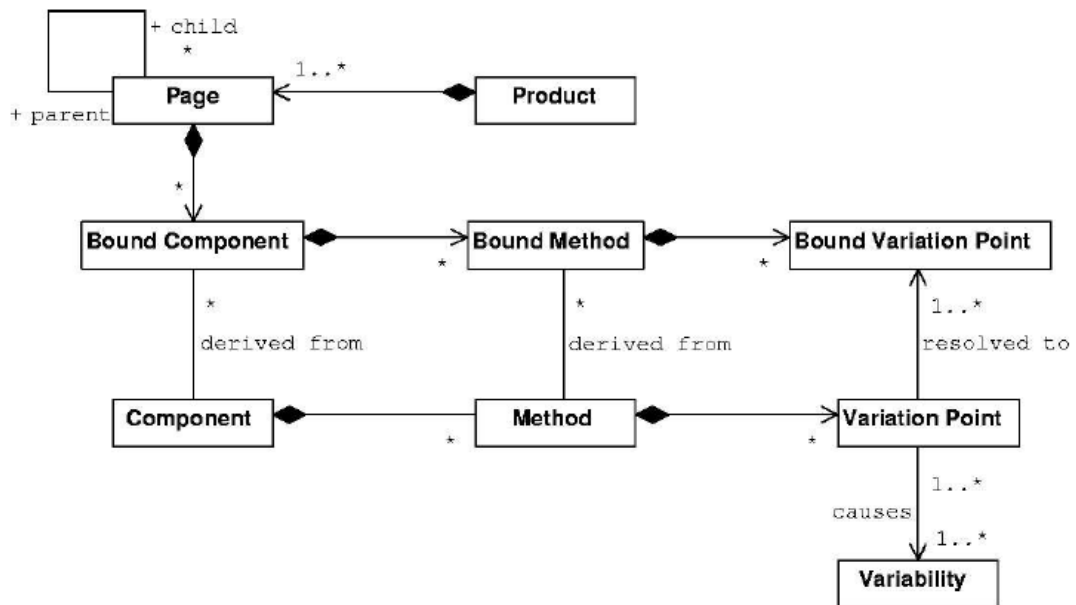 + child
*
1..*
Page
Product
+ parent
*
Bound Component
Bound Method
Bound Variation Point
*
*
*
*
1..*
derived from
derived from
resolved to
Component
Method
Variation Point
*
*
1..*
causes
1..*
Variability